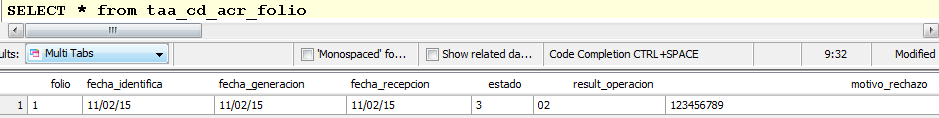 SELECT * from taa_cd_acr_folio
ults: Multi Tabs 'Monospaced' fo... Show related da... Code Completion CTRL+SPACE 9:32 Modified
folio fecha_identifica fecha_generacion fecha_recepcion estado result_operacion motivo_rechazo
1 1 11/02/15 11/02/15 11/02/15 3 02 123456789